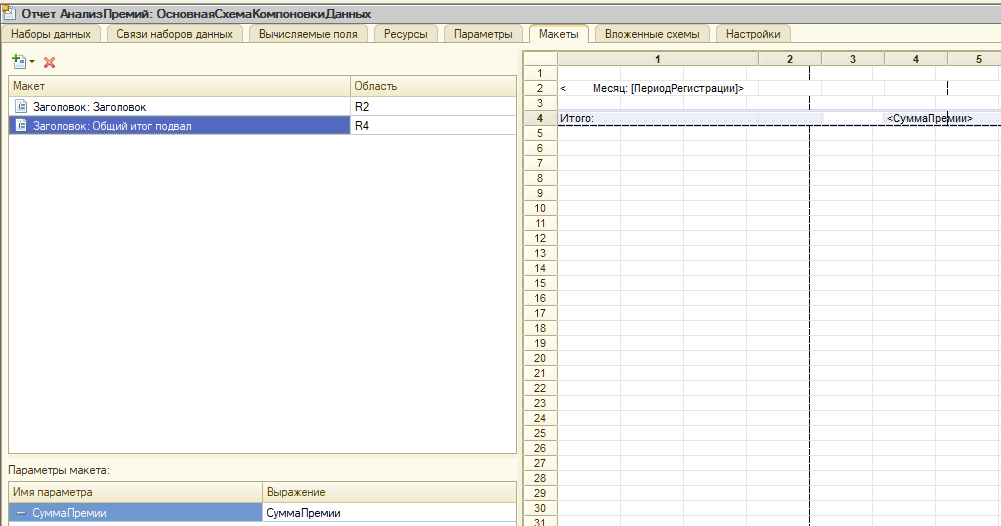 Отчет АнализПремий: ОсновнаяСхемаКомпоновкиДанных
Наборы данных Связи наборов данных Вычисляемые поля Ресурсы Параметры Макеты Вложенные схемы Настройки
Макет Область
Заголовок: Заголовок R2
Заголовок: Общий итог подвал R4
Параметры макета:
Имя параметра Выражение
СуммаПремии СуммаПремии
1 2 3 4 5
1
2 < Месяц: [ПериодРегистрации]>
3
4 Итого: <СуммаПремии>
5
6
7
8
9
10
11
12
13
14
15
16
17
18
19
20
21
22
23
24
25
26
27
28
29
30
31